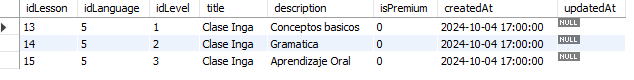 idLesson idLanguage idLevel title description isPremium createdAt updatedAt
13 5 1 Clase Inga Conceptos basicos 0 2024-10-04 17:00:00 NULL
14 5 2 Clase Inga Gramatica 0 2024-10-04 17:00:00 NULL
15 5 3 Clase Inga Aprendizaje Oral 0 2024-10-04 17:00:00 NULL